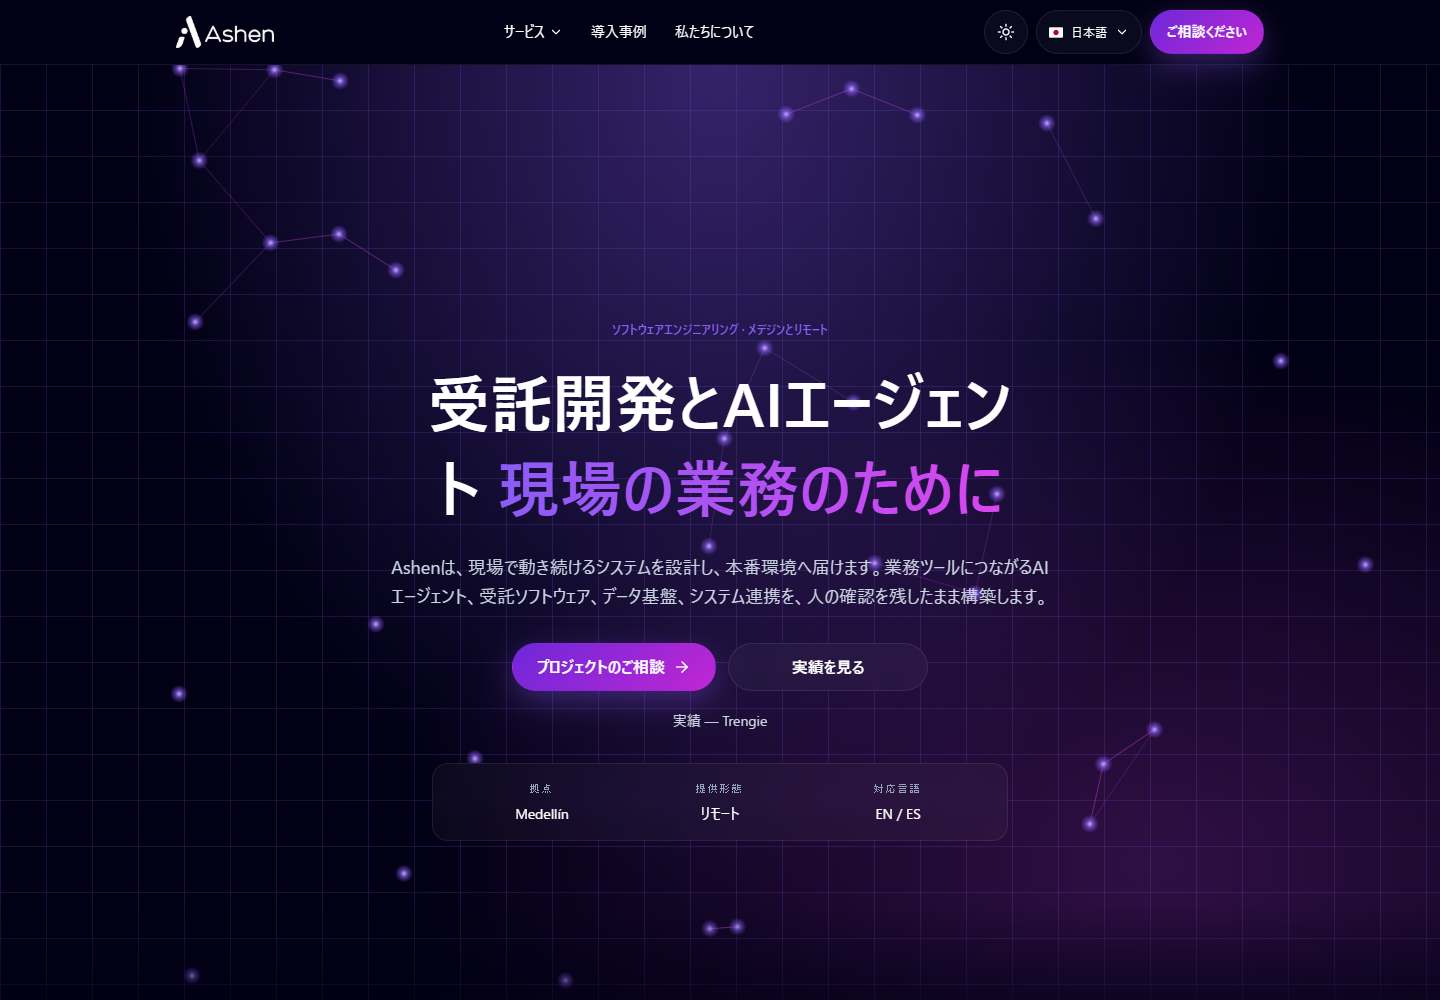 Ashen
サービス
導入事例
私たちについて
日本語
ご相談ください
ソフトウェアエンジニアリング · メデジンとリモート
受託開発とAIエージェン
ト 現場の業務のために
Ashenは、現場で動き続けるシステムを設計し、本番環境へ届けます。業務ツールにつながるAI
エージェント、受託ソフトウェア、データ基盤、システム連携を、人の確認を残したまま構築します。
プロジェクトのご相談
実績を見る
実績 — Trengie
拠点
提供形態
対応言語
Medellín
リモート
EN / ES